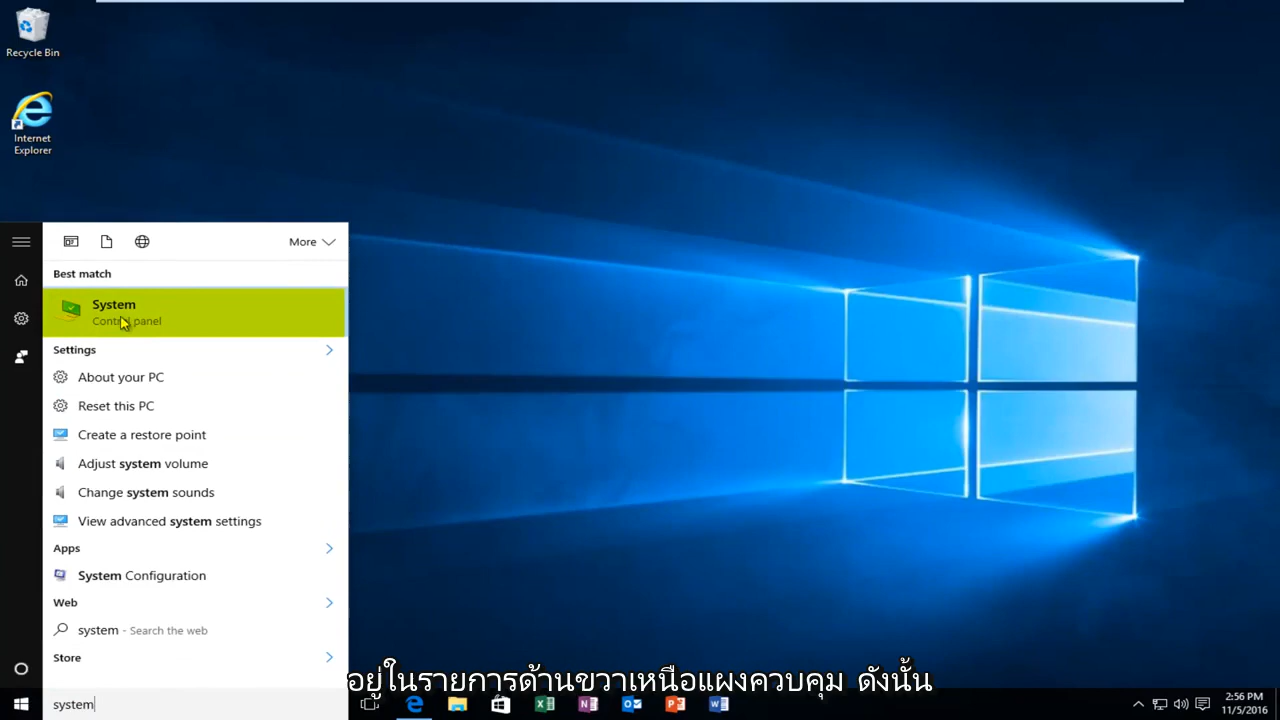 Recycle Bin
Internet
Explorer
More
Best match
System
Control panel
Settings
About your PC
Reset this PC
Create a restore point
Adjust system volume
Change system sounds
View advanced system settings
Apps
System Configuration
Web
system - Search the web
Store
อยู่ในรายการด้านขวาเหนือแผงควบคุม ดังนั้น
system
2:56 PM
11/5/2016